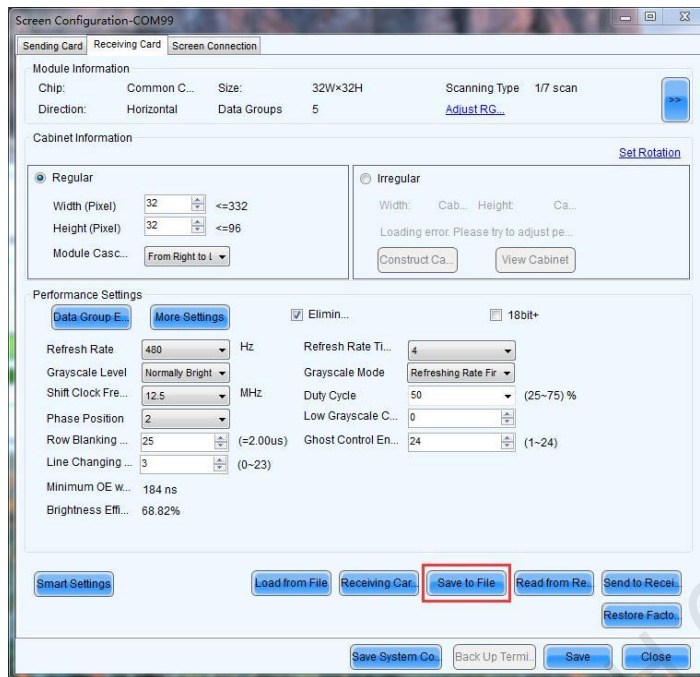 Screen Configuration-COM99
Sending Card Receiving Card Screen Connection
Module Information
Chip: Common C... Size: 32W×32H Scanning Type 1/7 scan
Direction: Horizontal Data Groups 5 Adjust RG...
>>
Cabinet Information
Set Rotation
Regular Irregular
Width (Pixel) 32 <=332 Width: Cab... Height: Ca...
Height (Pixel) 32 <=96 Loading error. Please try to adjust pe...
Module Casc... From Right to L Construct Ca... View Cabinet
Performance Settings
Data Group E... More Settings Elimin... 18bit+
Refresh Rate 480 Hz Refresh Rate Ti... 4
Grayscale Level Normally Bright Grayscale Mode Refreshing Rate Fir
Shift Clock Fre... 12.5 MHz Duty Cycle 50 (25~75) %
Phase Position 2 Low Grayscale C... 0
Row Blanking ... 25 (=2.00us) Ghost Control En... 24 (1~24)
Line Changing ... 3 (0~23)
Minimum OE w... 184 ns
Brightness Effi... 68.82%
Smart Settings Load from File Receiving Car... Save to File Read from Re... Send to Recei...
Restore Facto...
Save System Co... Back Up Termi... Save Close